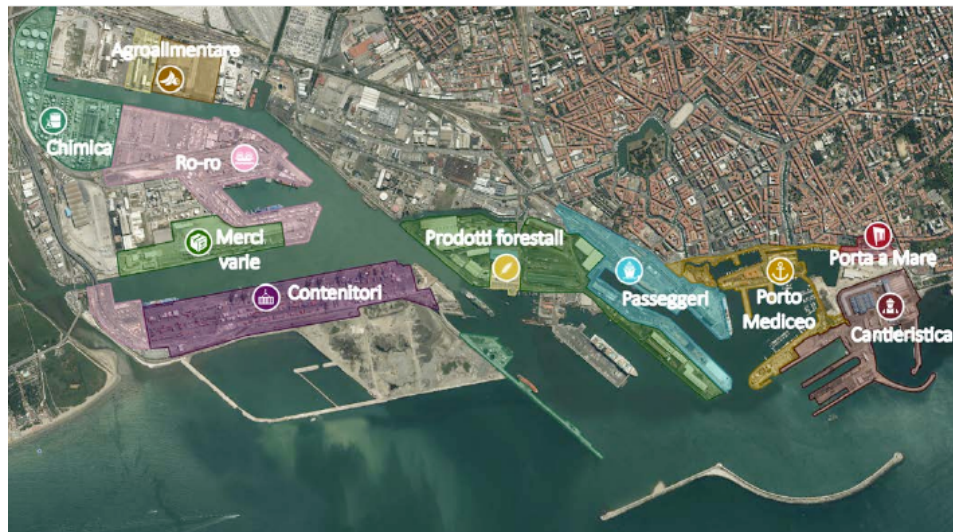 Agroalimentare
Chimica
Ro-ro
Merci
varie
Contenitori
Prodotti forestali
Passeggeri
Porto
Mediceo
Porta a Mare
Cantieristica